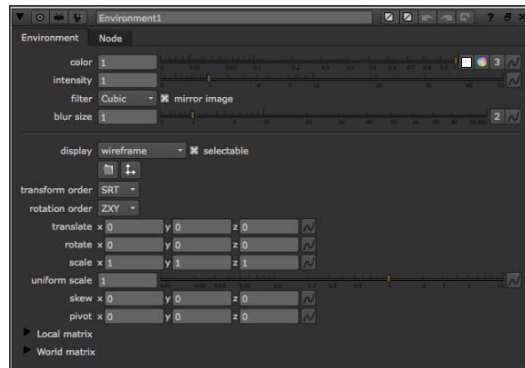 Environment1 ?
Environment Node
color 1 3
intensity 1
filter Cubic mirror image
blur size 1 2
display wireframe selectable
transform order SRT
rotation order ZXY
translate x 0 y 0 z 0
rotate x 0 y 0 z 0
scale x 1 y 1 z 1
uniform scale 1
skew x 0 y 0 z 0
pivot x 0 y 0 z 0
Local matrix
World matrix